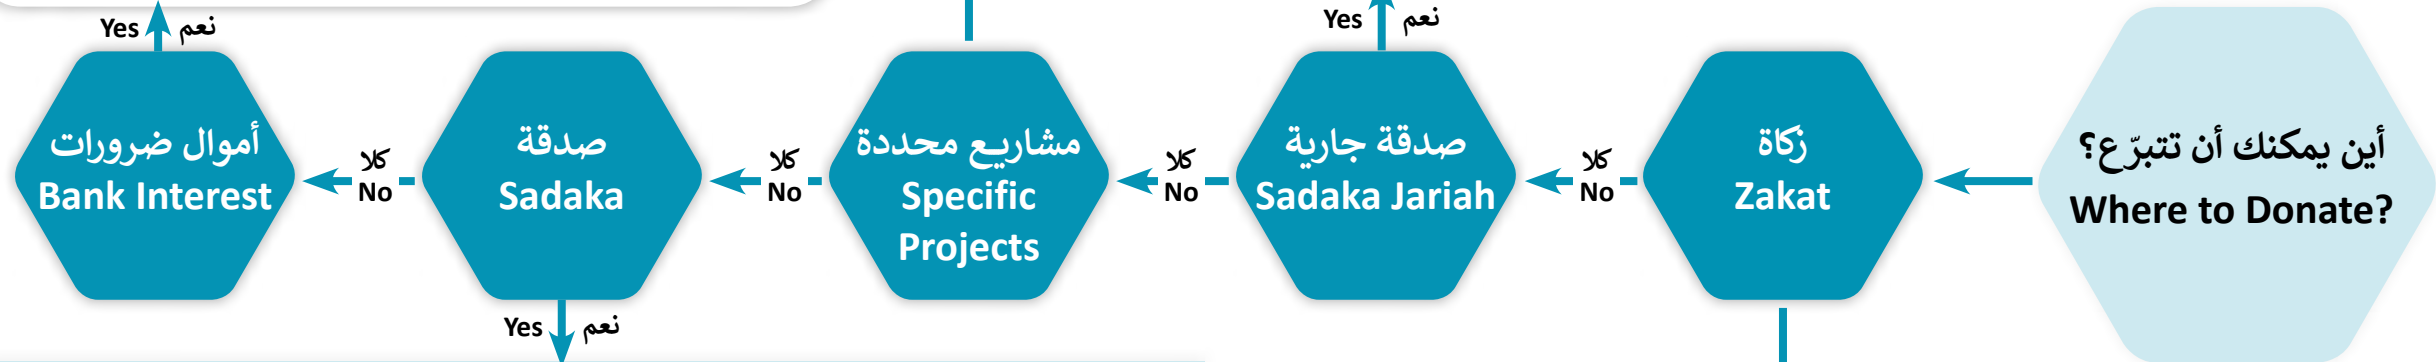 أين يمكنك أن تتبرّع؟
Where to Donate?
زكاة
Zakat
كلا
No
صدقة جارية
Sadaka Jariah
Yes نعم
كلا
No
مشاريع محددة
Specific
Projects
كلا
No
صدقة
Sadaka
Yes نعم
كلا
No
أموال ضرورات
Bank Interest
Yes نعم